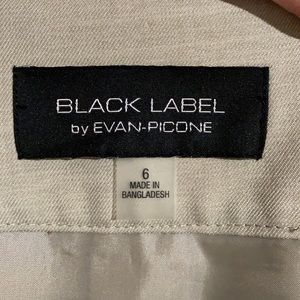 BLACK LABEL
by EVAN-PICONE
6
MADE IN
BANGLADESH